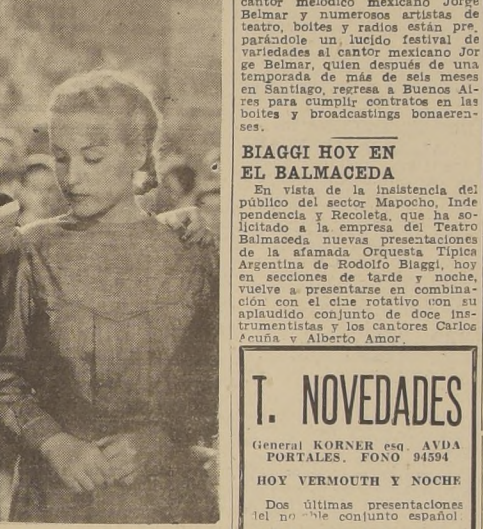 cantor melódico mexicano Jorge
Belmar y numerosos artistas de
teatro, boites y radios están pre
parándole un lucido festival de
variedades al cantor mexicano Jor
ge Belmar, quien después de una
temporada de más de seis meses
en Santiago, regresa a Buenos Ai-
res para cumplir contratos en las
boites y broadcastings bonaeren-
ses.
BIAGGI HOY EN
EL BALMACEDA
En vista de la insistencia del
público del sector Mapocho, Inde
pendencia y Recoleta, que ha so-
licitado a la empresa del Teatro
Balmaceda nuevas presentaciones
de la afamada Orquesta Típica
Argentina de Rodolfo Biaggi, hoy
en secciones de tarde y noche,
vuelve a presentarse en combina-
ción con el cine rotativo con su
aplaudido conjunto de doce ins-
trumentistas y los cantores Carlos
Acuña y Alberto Amor.
T. NOVEDADES
General KORNER esq. AVDA
PORTALES. FONO 94594
HOY VERMOUTH Y NOCHE
Dos últimas presentaciones
del conjunto español